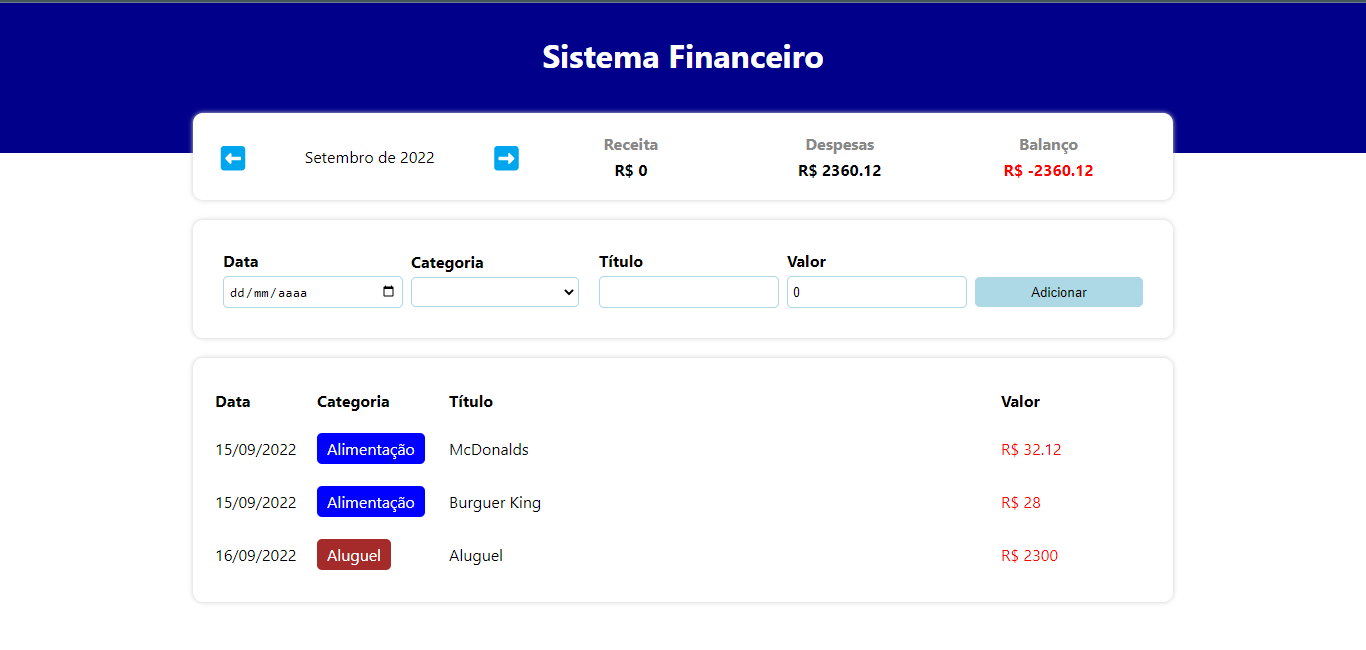 Sistema Financeiro
Setembro de 2022
Receita Despesas Balanço
R$ 0 R$ 2360.12 R$ -2360.12
Data Categoria Título Valor
dd/mm/aaaa 0 Adicionar
Data Categoria Título Valor
15/09/2022 Alimentação McDonalds R$ 32.12
15/09/2022 Alimentação Burguer King R$ 28
16/09/2022 Aluguel Aluguel R$ 2300